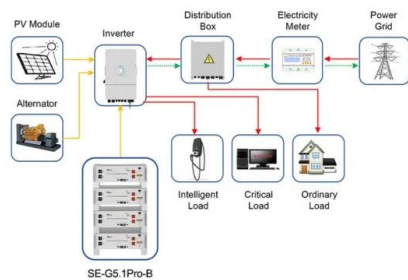 PV Module
Inverter
Distribution
Box
Electricity
Meter
Power
Grid
Alternator
Intelligent
Load
Critical
Load
Ordinary
Load
SE-G5.1Pro-B